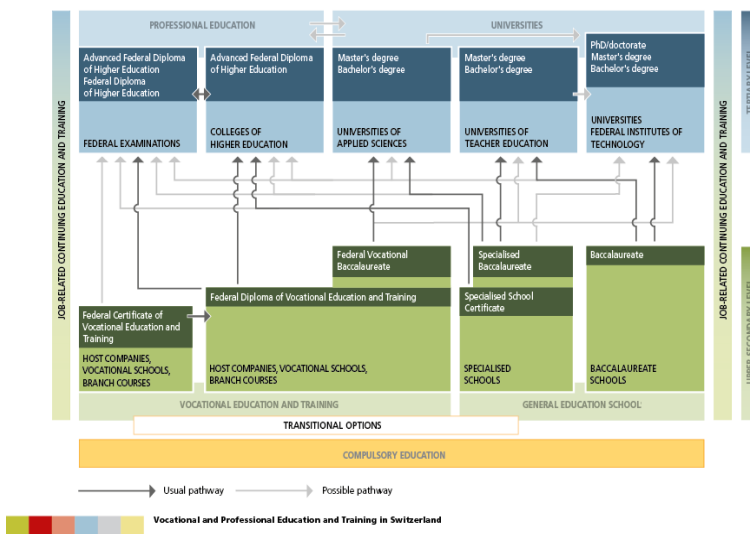 PROFESSIONAL EDUCATION
UNIVERSITIES
Advanced Federal Diploma
of Higher Education
Federal Diploma
of Higher Education
FEDERAL EXAMINATIONS
Advanced Federal Diploma
of Higher Education
COLLEGES OF
HIGHER EDUCATION
Master's degree
Bachelor's degree
UNIVERSITIES OF
APPLIED SCIENCES
Master's degree
Bachelor's degree
UNIVERSITIES OF
TEACHER EDUCATION
PhD/doctorate
Master's degree
Bachelor's degree
UNIVERSITIES
FEDERAL INSTITUTES OF
TECHNOLOGY
JOB-RELATED CONTINUING EDUCATION AND TRAINING
JOB-RELATED CONTINUING EDUCATION AND TRAINING
TERTIARY LEVEL
UPPER-SECONDARY LEVEL
Federal Vocational
Baccalaureate
Specialised
Baccalaureate
Baccalaureate
Federal Diploma of Vocational Education and Training
Specialised School
Certificate
Federal Certificate of
Vocational Education and
Training
HOST COMPANIES,
VOCATIONAL SCHOOLS,
BRANCH COURSES
HOST COMPANIES, VOCATIONAL SCHOOLS,
BRANCH COURSES
SPECIALISED
SCHOOLS
BACCALAUREATE
SCHOOLS
VOCATIONAL EDUCATION AND TRAINING
GENERAL EDUCATION SCHOOL
TRANSITIONAL OPTIONS
COMPULSORY EDUCATION
Usual pathway
Possible pathway
Vocational and Professional Education and Training in Switzerland